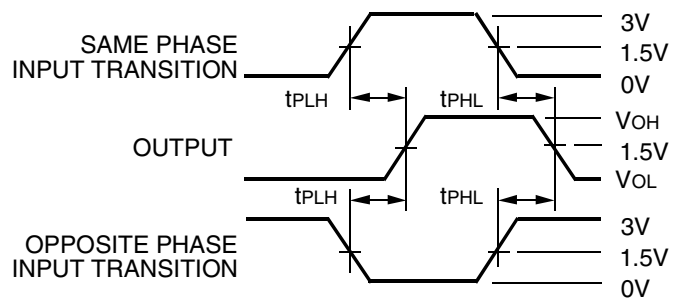 3V
SAME PHASE
INPUT TRANSITION
1.5V
0V
tPLH
tPHL
VOH
OUTPUT
1.5V
VOL
tPLH
tPHL
3V
OPPOSITE PHASE
INPUT TRANSITION
1.5V
0V